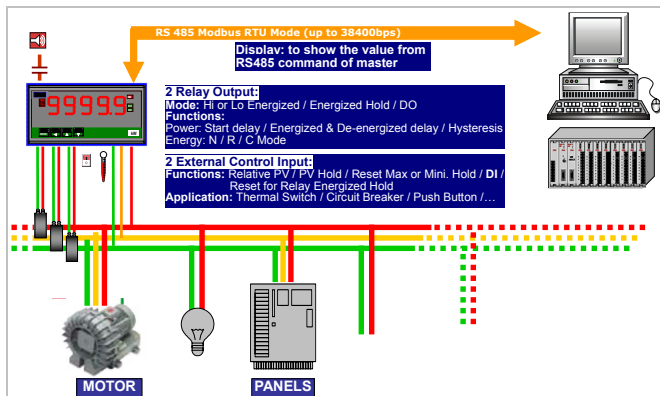 RS 485 Modbus RTU Mode (up to 38400bps)
Display: to show the value from
RS485 command of master
9999.9
2 Relay Output:
Mode: Hi or Lo Energized / Energized Hold / DO
Functions:
Power: Start delay / Energized & De-energized delay / Hysteresis
Energy: N / R / C Mode
2 External Control Input:
Functions: Relative PV / PV Hold / Reset Max or Mini. Hold / DI /
Reset for Relay Energized Hold
Application: Thermal Switch / Circuit Breaker / Push Button /...
MOTOR
PANELS